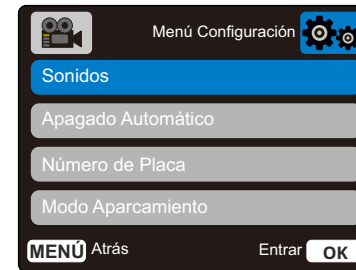 Menú Configuración
Sonidos
Apagado Automático
Número de Placa
Modo Aparcamiento
MENÚ Atrás Entrar OK